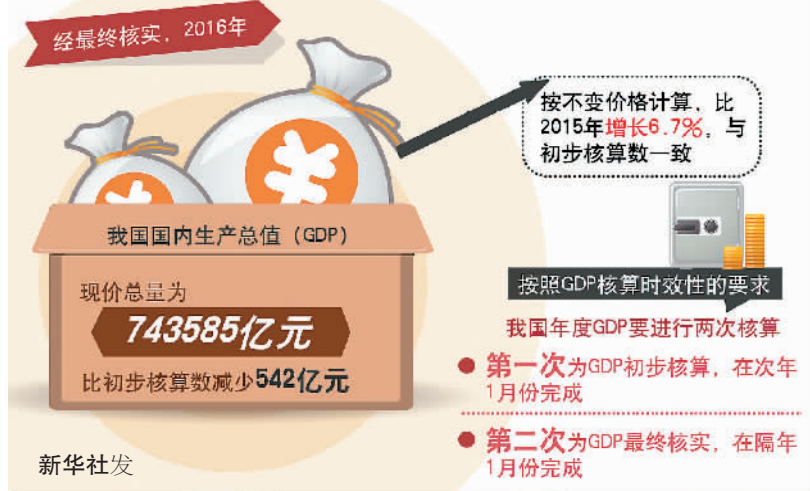 经最终核实，2016年
按不变价格计算，比
2015年增长6.7%，与
初步核算数一致
我国国内生产总值（GDP）
现价总量为
743585亿元
比初步核算数减少542亿元
按照GDP核算时效性的要求
我国年度GDP要进行两次核算
第一次为GDP初步核算，在次年
1月份完成
第二次为GDP最终核实，在隔年
1月份完成
新华社发